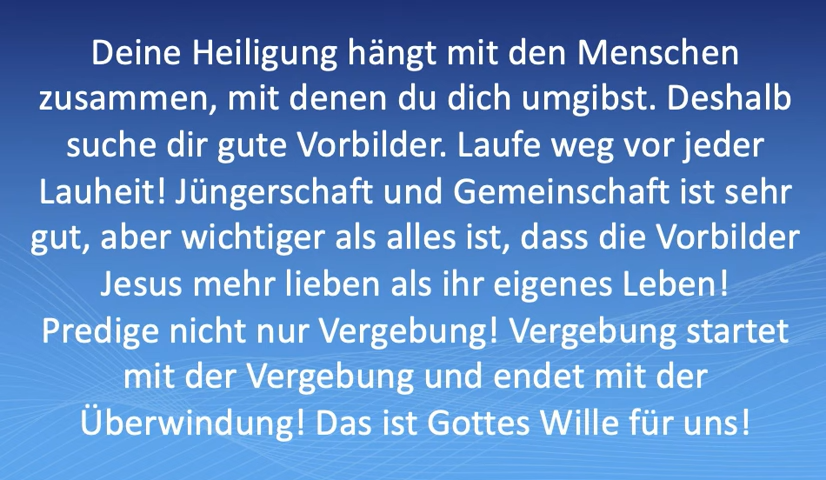 Deine Heiligung hängt mit den Menschen
zusammen, mit denen du dich umgibst. Deshalb
suche dir gute Vorbilder. Laufe weg vor jeder
Lauheit! Jüngerschaft und Gemeinschaft ist sehr
gut, aber wichtiger als alles ist, dass die Vorbilder
Jesus mehr lieben als ihr eigenes Leben!
Predige nicht nur Vergebung! Vergebung startet
mit der Vergebung und endet mit der
Überwindung! Das ist Gottes Wille für uns!